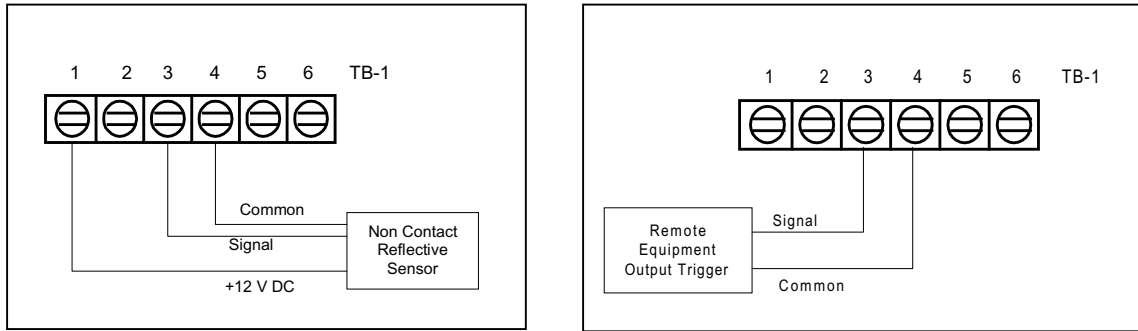 1 2 3 4 5 6 TB-1
Common
Signal
+12 V DC
Non Contact
Reflective
Sensor
1 2 3 4 5 6 TB-1
Remote
Equipment
Output Trigger
Signal
Common